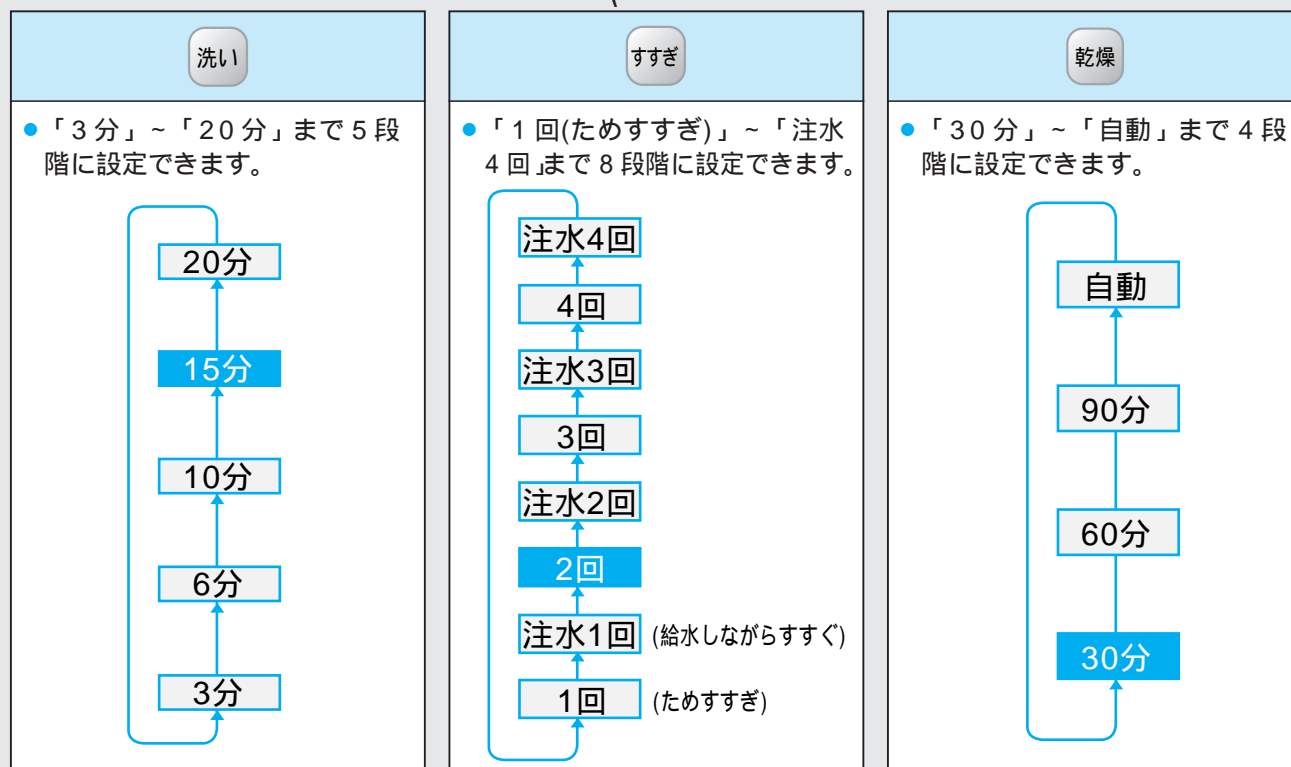 洗い
●「3分」~「20分」まで5段
階に設定できます。
20分
15分
10分
6分
3分
すすぎ
●「1回(ためすすぎ)」~「注水
4回」まで8段階に設定できます。
注水4回
4回
注水3回
3回
注水2回
2回
注水1回 (給水しながらすすぐ)
1回 (ためすすぎ)
乾燥
●「30分」~「自動」まで4段
階に設定できます。
自動
90分
60分
30分